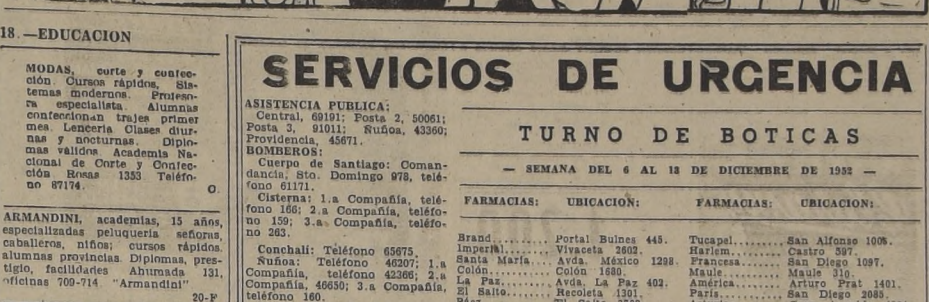 18.—EDUCACION
MODAS, corte y confec-
ción. Cursos rápidos, Sis-
temas modernos. Profeso-
ra especialista. Alumnas
confeccionan trajes primer
mes. Lencería Clases diur-
nas y nocturnas. Diplo-
mas válidos Academia Na-
cional de Corte y Confec-
ción Rosas 1353 Teléfo-
no 87174. O.
ARMANDINI, academias, 15 años,
especializadas peluquería señoras,
caballeros, niños; cursos rápidos.
alumnas provincias. Diplomas, pres-
tigio, facilidades Ahumada 131,
oficinas 709-714 "Armandini"
20-F
SERVICIOS DE URGENCIA
ASISTENCIA PUBLICA:
Central, 69191; Posta 2, 50061;
Posta 3, 91011; Ñuñoa, 43360;
Providencia, 45671.
BOMBEROS:
Cuerpo de Santiago: Coman-
dancia, Sto. Domingo 978, telé-
fono 61171.
Cisterna: 1.a Compañía, telé-
fono 166; 2.a Compañía, teléfo-
no 159; 3.a Compañía, teléfo-
no 263.
Conchalí: Teléfono 65675.
Ñuñoa: Teléfono 46207; 1.a
Compañía, teléfono 42366; 2.a
Compañía, 46650; 3.a Compañía,
teléfono 160.
TURNO DE BOTICAS
— SEMANA DEL 6 AL 13 DE DICIEMBRE DE 1952 —
FARMACIAS: UBICACION: FARMACIAS: UBICACION:
Brand........ Portal Bulnes 445. Tucapel........ San Alfonso
Imperial...... Vivaceta 2602. Harlem........ Castro 597.
Santa María.. Avda. México 1298. Francesa...... San Diego 1097.
Colón......... Colón 1680. Maule......... Maule 310.
La Paz....... Avda. La Paz 402. América....... Arturo Prat 1401.
El Salto...... Recoleta 1301. París.......... San Diego 2085.